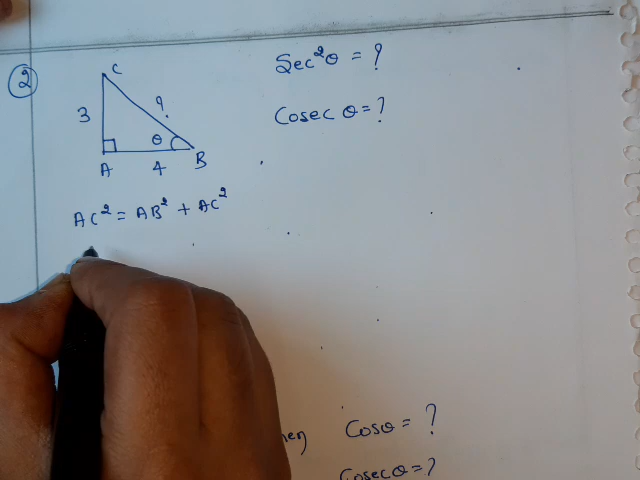 2
C
Sec²θ = ?
3
?
Cosec θ = ?
θ
A
4
B
AC² = AB² + AC²
Cosθ = ?
Cosecθ = ?